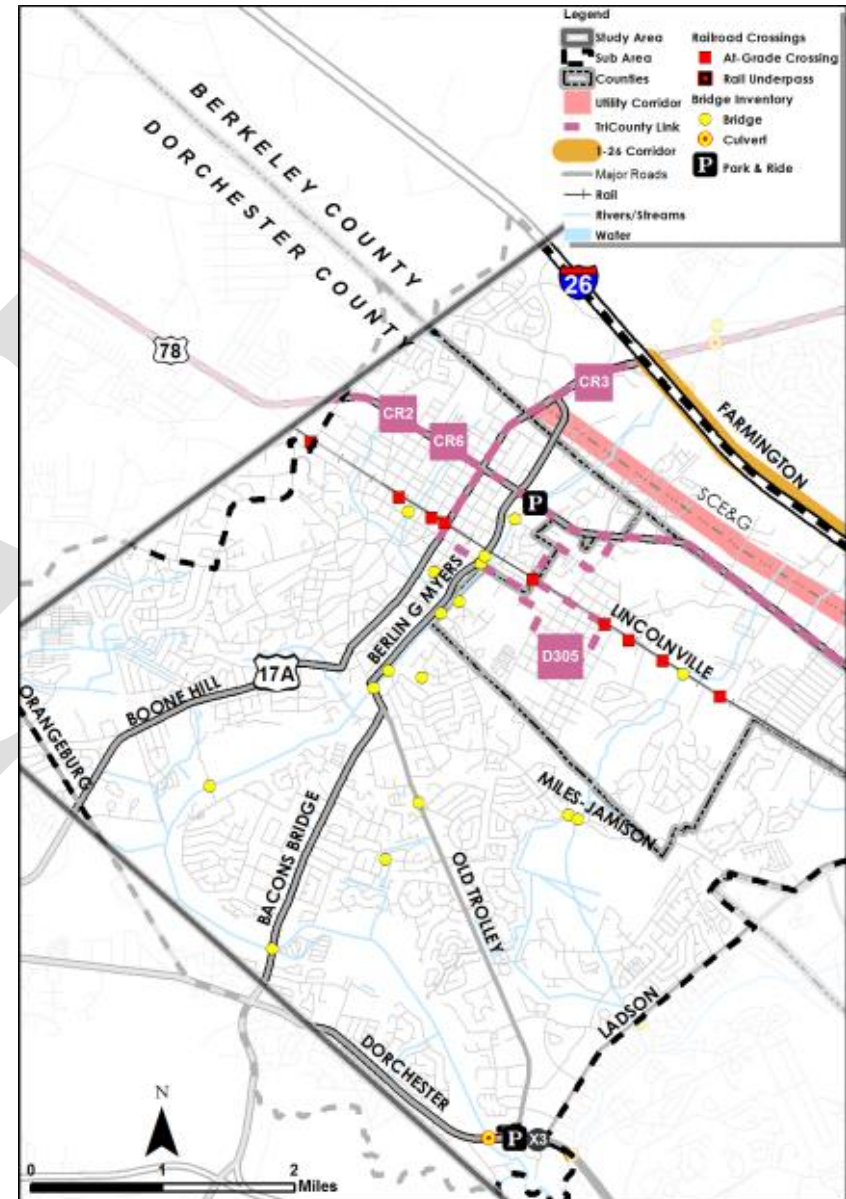 Legend
Study Area
Sub Area
Counties
Utility Corridor
TriCounty Link
I-26 Corridor
Major Roads
Rail
Rivers/Streams
Water
Railroad Crossings
At-Grade Crossing
Rail Underpass
Bridge Inventory
Bridge
Culvert
P Park & Ride
BERKELEY COUNTY
DORCHESTER COUNTY
26
78
CR3
CR2
CR6
FARMINGTON
SCE&G
P
BERLIN G MYERS
LINCOLNVILLE
D305
17A
BOONE HILL
ORANGEBURG
MILES-JAMISON
BACONS BRIDGE
OLD TROLLEY
LADSON
DORCHESTER
P
X3
N
0 1 2
Miles